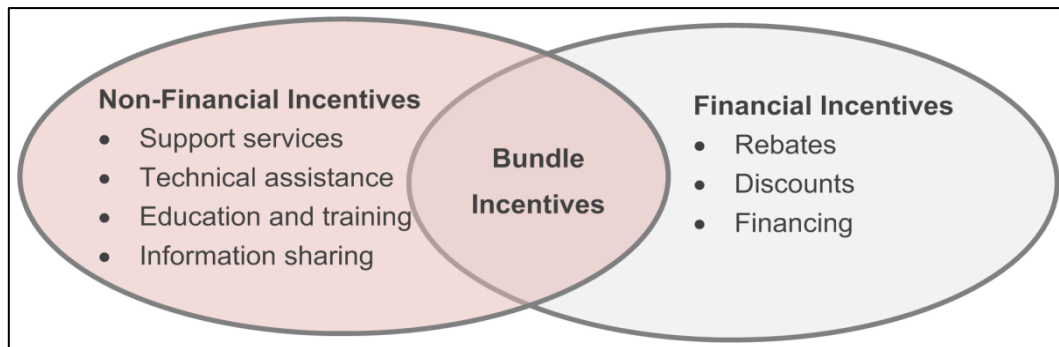 Non-Financial Incentives
• Support services
• Technical assistance
• Education and training
• Information sharing
Bundle
Incentives
Financial Incentives
• Rebates
• Discounts
• Financing